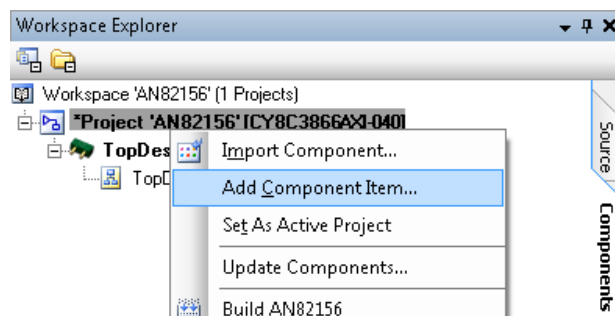 Workspace Explorer
Workspace 'AN82156' (1 Projects)
*Project 'AN82156' [CY8C3866AXI-040]
TopDes
TopD
Import Component...
Add Component Item...
Set As Active Project
Update Components...
Build AN82156
Source
Components